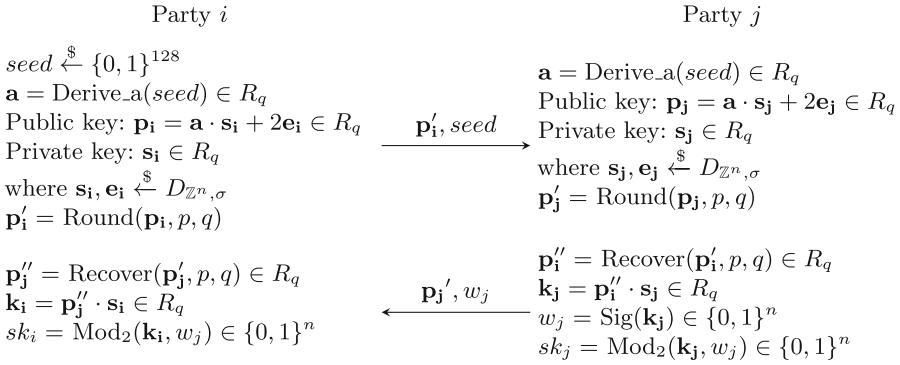 Party i
seed ←$ {0, 1}^128
a = Derive_a(seed) ∈ R_q
Public key: p_i = a · s_i + 2e_i ∈ R_q
Private key: s_i ∈ R_q
where s_i, e_i ←$ D_{ℤ^n,σ}
p′_i = Round(p_i, p, q)
p″_j = Recover(p′_j, p, q) ∈ R_q
k_i = p″_j · s_i ∈ R_q
sk_i = Mod_2(k_i, w_j) ∈ {0, 1}^n
p′_i, seed
p_j′, w_j
Party j
a = Derive_a(seed) ∈ R_q
Public key: p_j = a · s_j + 2e_j ∈ R_q
Private key: s_j ∈ R_q
where s_j, e_j ←$ D_{ℤ^n,σ}
p′_j = Round(p_j, p, q)
p″_i = Recover(p′_i, p, q) ∈ R_q
k_j = p″_i · s_j ∈ R_q
w_j = Sig(k_j) ∈ {0, 1}^n
sk_j = Mod_2(k_j, w_j) ∈ {0, 1}^n